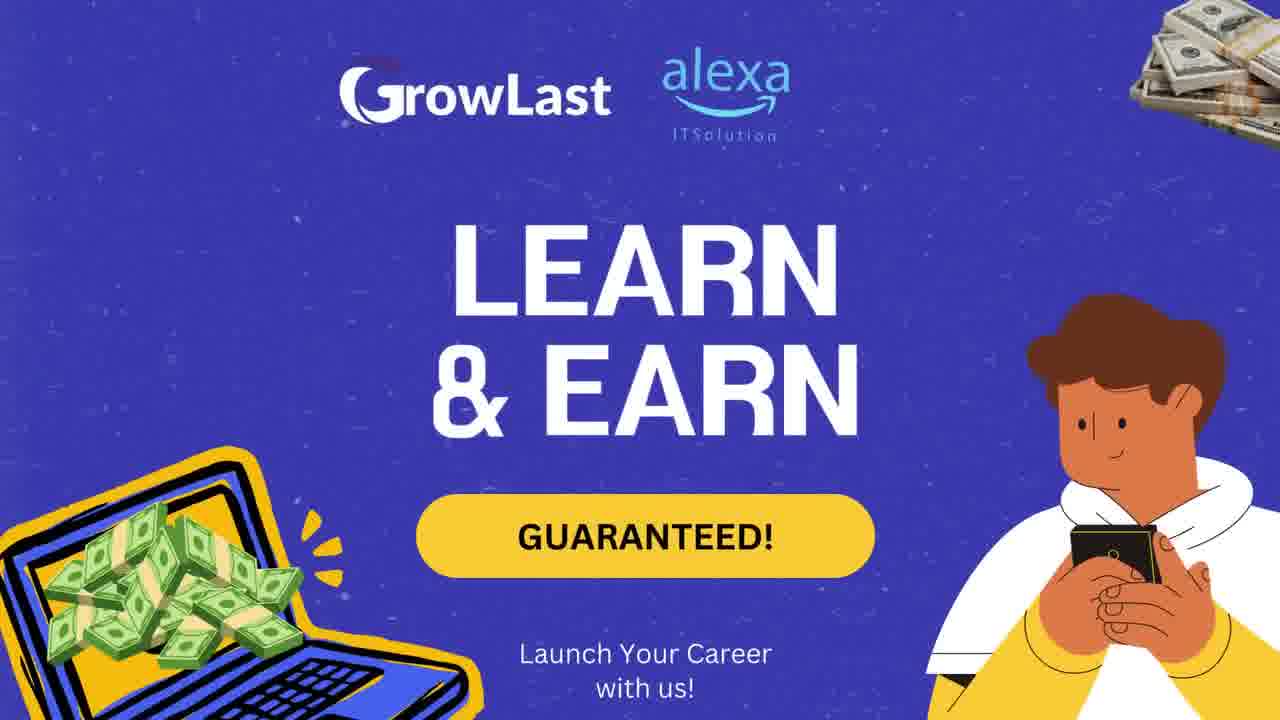 GrowLast
alexa
ITSolution
LEARN
& EARN
GUARANTEED!
Launch Your Career
with us!